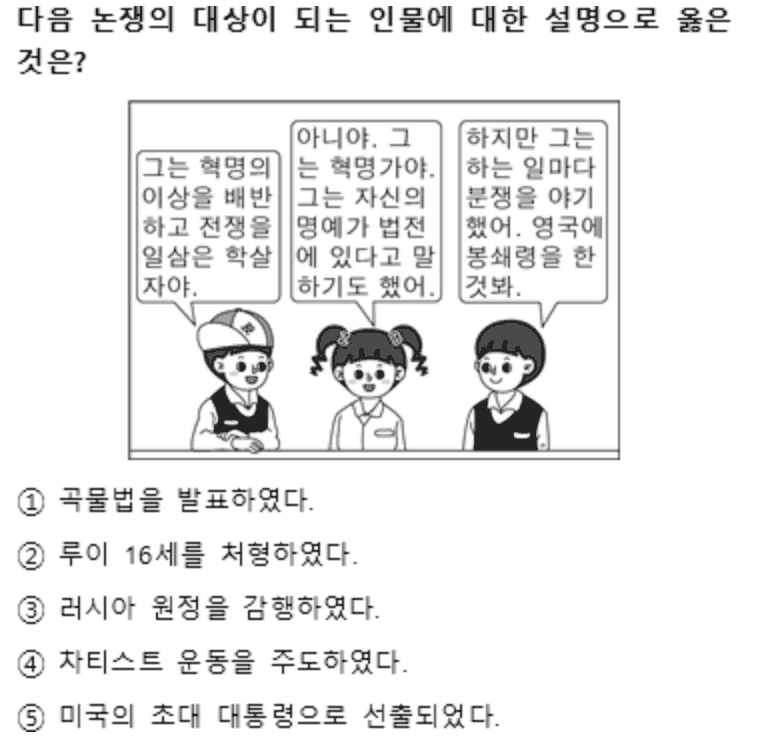 다음 논쟁의 대상이 되는 인물에 대한 설명으로 옳은
것은?
그는 혁명의
이상을 배반
하고 전쟁을
일삼은 학살
자야.
아니야. 그
는 혁명가야.
그는 자신의
명예가 법전
에 있다고 말
하기도 했어.
하지만 그는
하는 일마다
분쟁을 야기
했어. 영국에
봉쇄령을 한
것봐.
① 곡물법을 발표하였다.
② 루이 16세를 처형하였다.
③ 러시아 원정을 감행하였다.
④ 차티스트 운동을 주도하였다.
⑤ 미국의 초대 대통령으로 선출되었다.